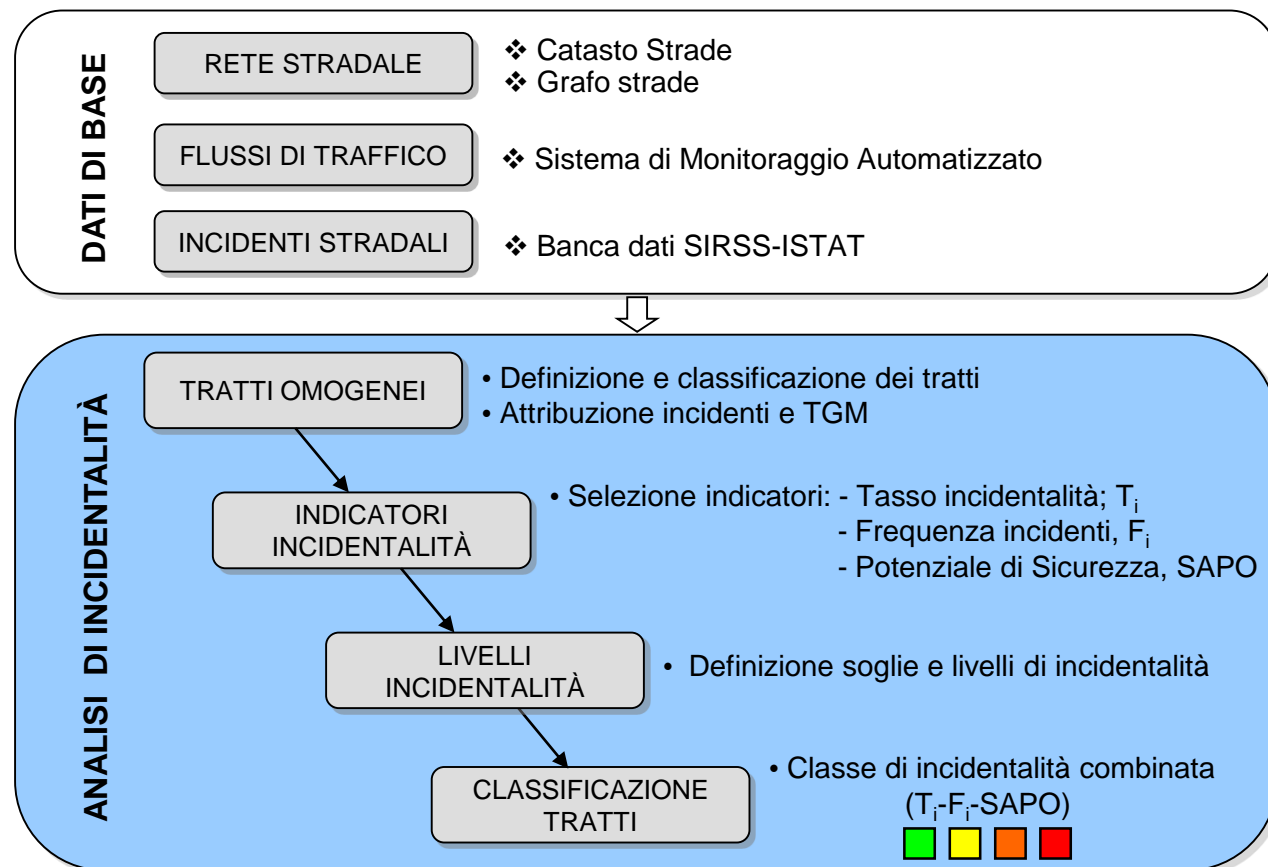 DATI DI BASE
RETE STRADALE
❖ Catasto Strade
❖ Grafo strade
FLUSSI DI TRAFFICO
❖ Sistema di Monitoraggio Automatizzato
INCIDENTI STRADALI
❖ Banca dati SIRSS-ISTAT
ANALISI DI INCIDENTALITÀ
TRATTI OMOGENEI
• Definizione e classificazione dei tratti
• Attribuzione incidenti e TGM
INDICATORI
INCIDENTALITÀ
• Selezione indicatori: - Tasso incidentalità; Ti
- Frequenza incidenti, Fi
- Potenziale di Sicurezza, SAPO
LIVELLI
INCIDENTALITÀ
• Definizione soglie e livelli di incidentalità
CLASSIFICAZIONE
TRATTI
• Classe di incidentalità combinata
(Ti-Fi-SAPO)